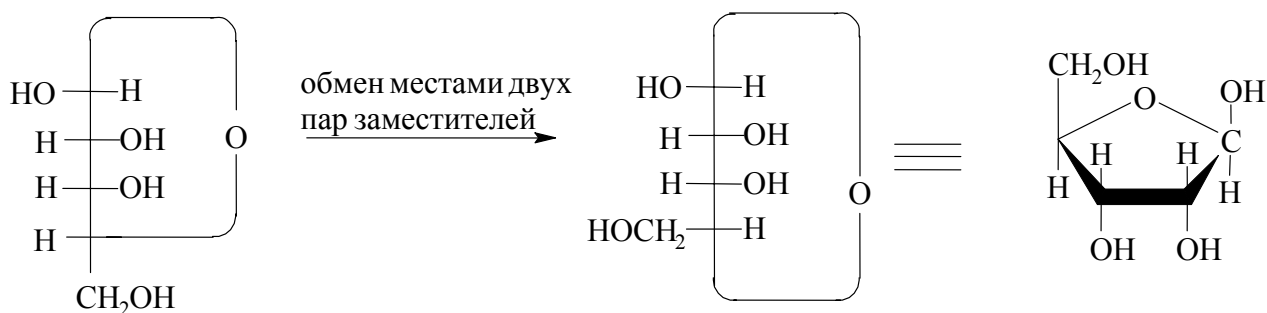 HO H
H OH
H OH
O
H
CH₂OH
обмен местами двух
пар заместителей
HO H
H OH
H OH
O
HOCH₂ H
CH₂OH
O
OH
C
H
H
H
H
OH
OH